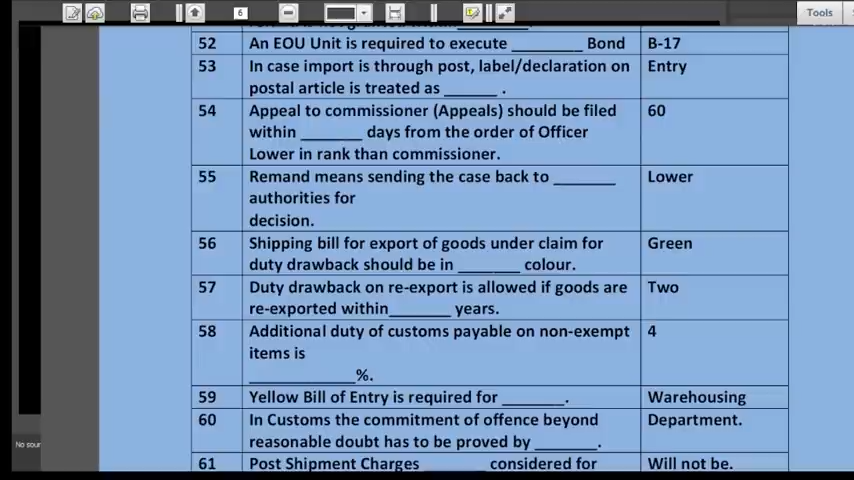 6
Tools
52 An EOU Unit is required to execute ________ Bond B-17
53 In case import is through post, label/declaration on Entry
postal article is treated as ______ .
54 Appeal to commissioner (Appeals) should be filed 60
within _______ days from the order of Officer
Lower in rank than commissioner.
55 Remand means sending the case back to _______ Lower
authorities for
decision.
56 Shipping bill for export of goods under claim for Green
duty drawback should be in _______ colour.
57 Duty drawback on re-export is allowed if goods are Two
re-exported within_______ years.
58 Additional duty of customs payable on non-exempt 4
items is
____________%.
59 Yellow Bill of Entry is required for _______. Warehousing
60 In Customs the commitment of offence beyond Department.
reasonable doubt has to be proved by _______.
61 Post Shipment Charges _______ considered for Will not be.
No sour